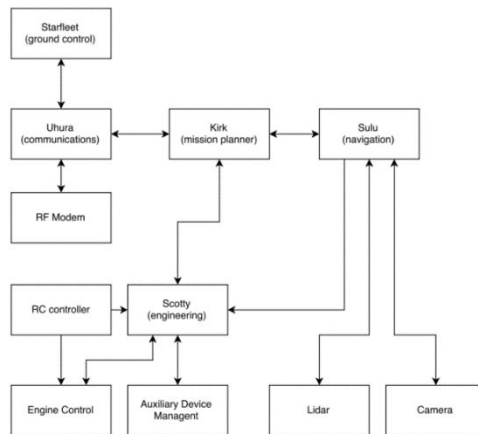 Starfleet
(ground control)
Uhura
(communications)
Kirk
(mission planner)
Sulu
(navigation)
RF Modem
RC controller
Scotty
(engineering)
Engine Control
Auxiliary Device
Managent
Lidar
Camera